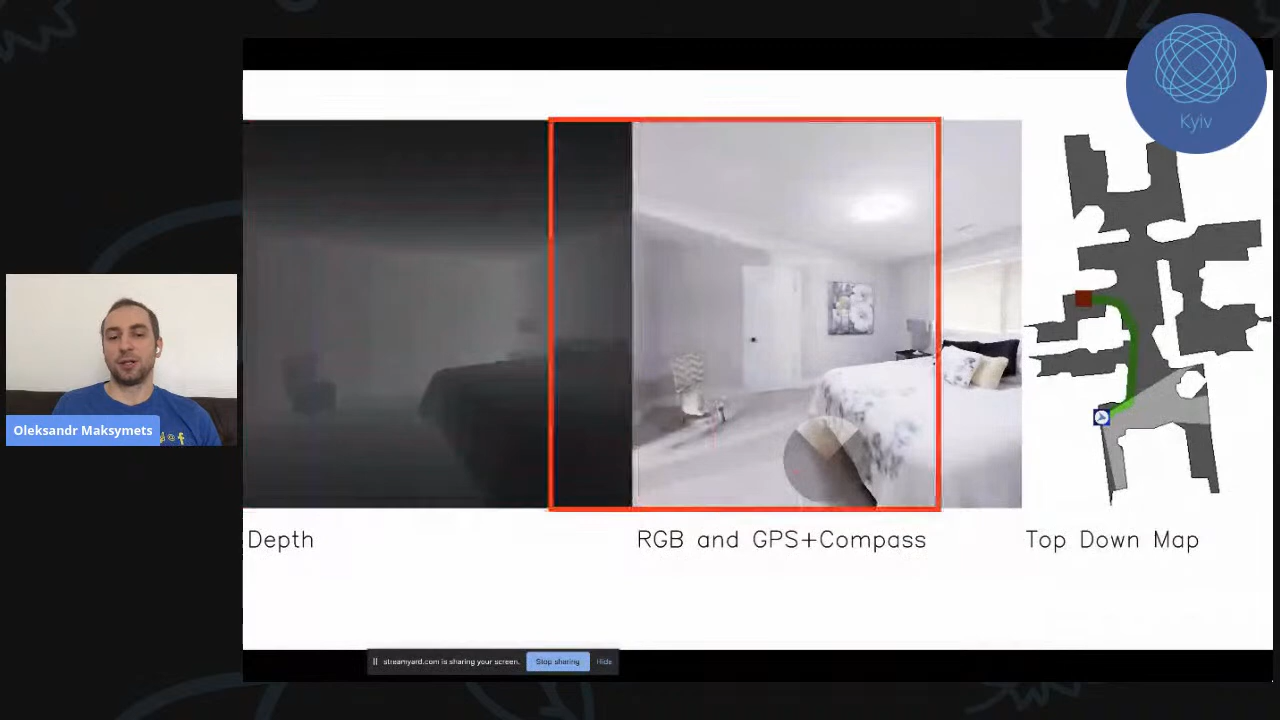 Kyiv
Oleksandr Maksymets
Depth
RGB and GPS+Compass
Top Down Map
streamyard.com is sharing your screen.
Stop sharing
Hide